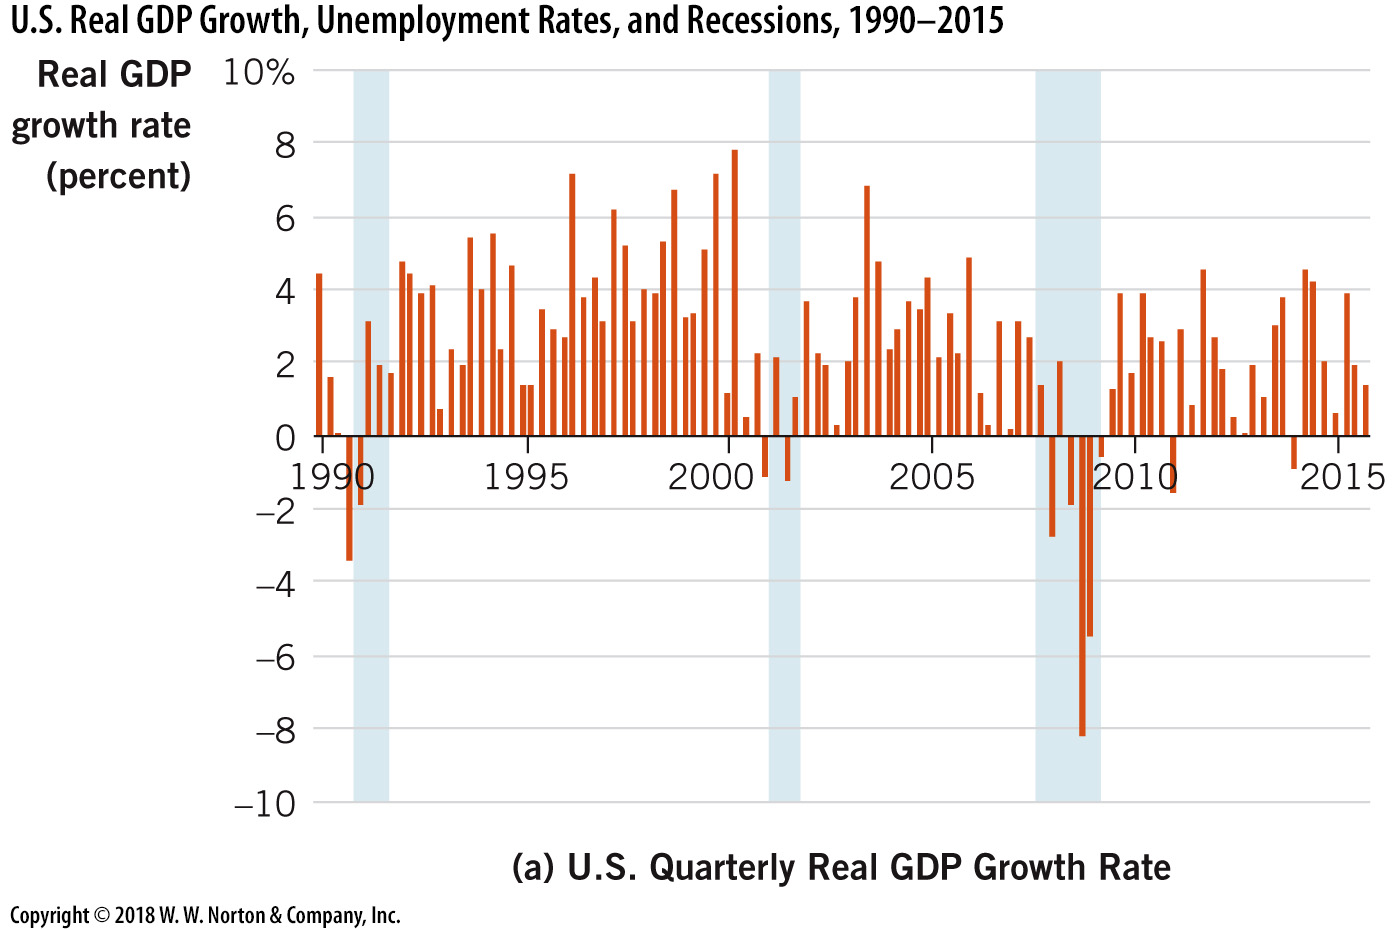 U.S. Real GDP Growth, Unemployment Rates, and Recessions, 1990–2015
Real GDP
growth rate
(percent)
10%
8
6
4
2
0
1990 1995 2000 2005 2010 2015
–2
–4
–6
–8
–10
(a) U.S. Quarterly Real GDP Growth Rate
Copyright © 2018 W. W. Norton & Company, Inc.